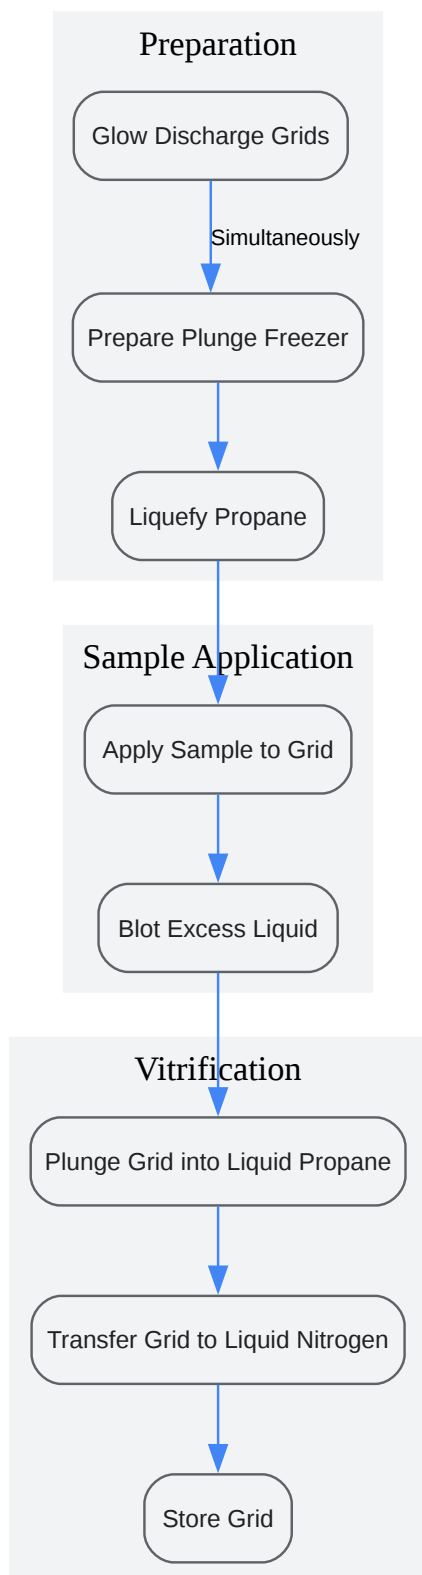 Preparation
Glow Discharge Grids
Simultaneously
Prepare Plunge Freezer
Liquefy Propane
Sample Application
Apply Sample to Grid
Blot Excess Liquid
Vitrification
Plunge Grid into Liquid Propane
Transfer Grid to Liquid Nitrogen
Store Grid